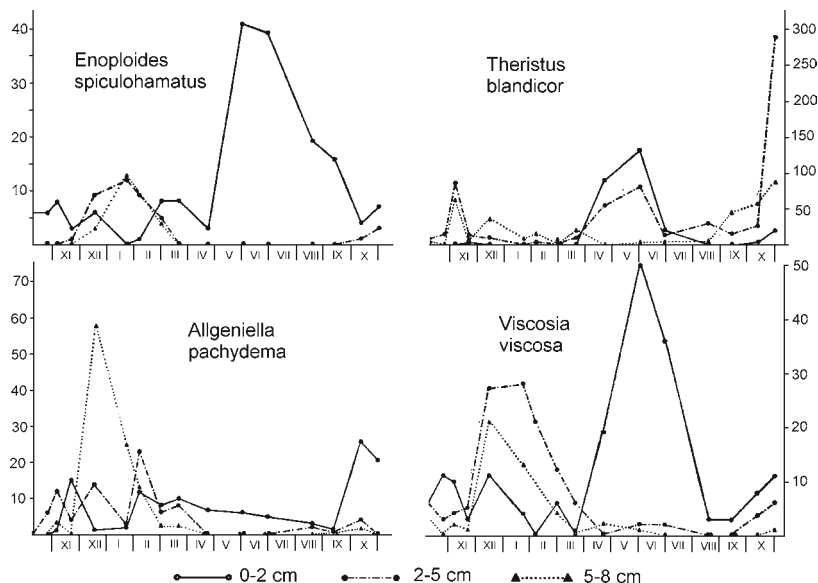 40
30
20
10
Enoploides
spiculohamatus
XI XII I II III IV V VI VII VIII IX X
Theristus
blandicor
300
250
200
150
100
50
XI XII I II III IV V VI VII VIII IX X
70
60
50
40
30
20
10
Allgeniella
pachydema
XI XII I II III IV V VI VII VIII IX X
Viscosia
viscosa
50
40
30
20
10
XI XII I II III IV V VI VII VIII IX X
0-2 cm 2-5 cm 5-8 cm